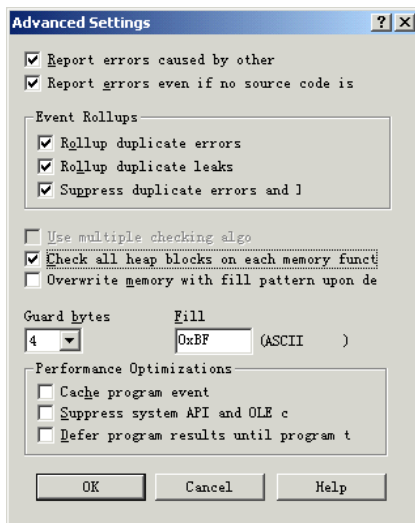 Advanced Settings
Report errors caused by other
Report errors even if no source code is
Event Rollups
Rollup duplicate errors
Rollup duplicate leaks
Suppress duplicate errors and l
Use multiple checking algo
Check all heap blocks on each memory funct
Overwrite memory with fill pattern upon de
Guard bytes Fill
4 0xBF (ASCII )
Performance Optimizations
Cache program event
Suppress system API and OLE c
Defer program results until program t
OK Cancel Help